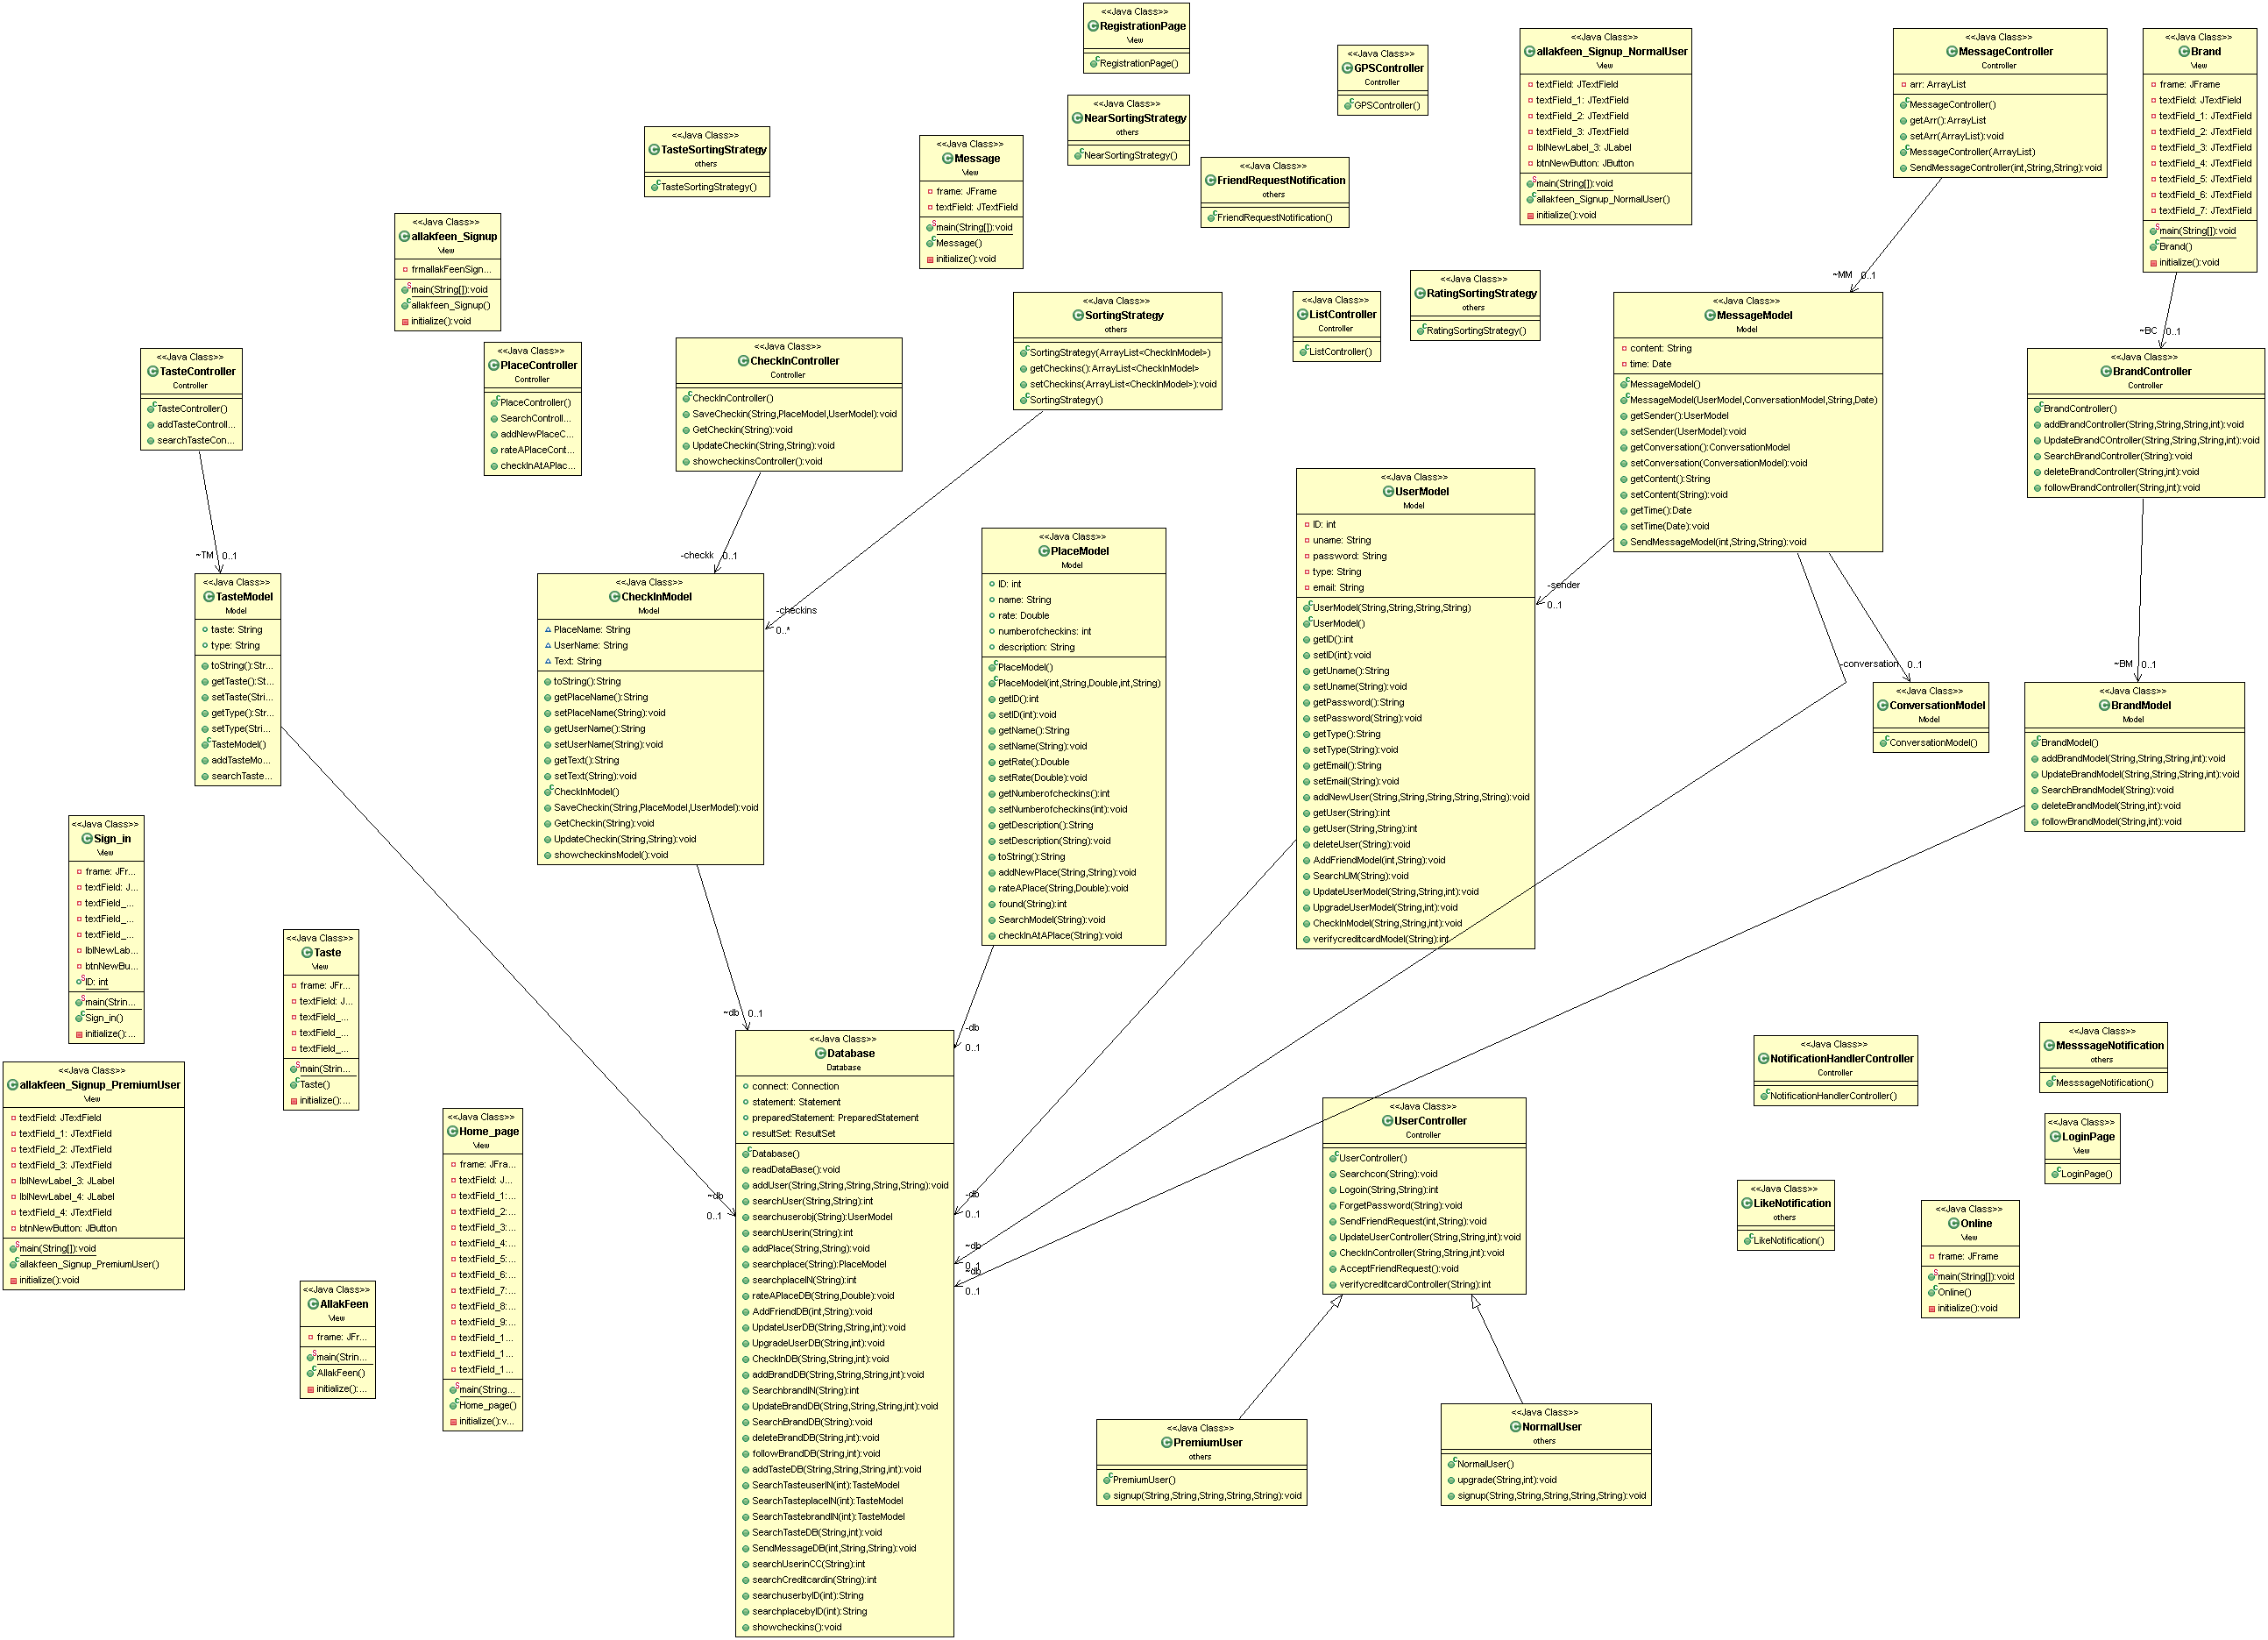 <<Java Class>>
RegistrationPage
View
RegistrationPage()
<<Java Class>>
GPSController
Controller
GPSController()
<<Java Class>>
allakfeen_Signup_NormalUser
View
textField: JTextField
textField_1: JTextField
textField_2: JTextField
textField_3: JTextField
lblNewLabel_3: JLabel
btnNewButton: JButton
main(String[]):void
allakfeen_Signup_NormalUser()
initialize():void
<<Java Class>>
MessageController
Controller
arr: ArrayList
MessageController()
getArr():ArrayList
setArr(ArrayList):void
MessageController(ArrayList)
SendMessageController(int,String,String):void
<<Java Class>>
Brand
View
frame: JFrame
textField: JTextField
textField_1: JTextField
textField_2: JTextField
textField_3: JTextField
textField_4: JTextField
textField_5: JTextField
textField_6: JTextField
textField_7: JTextField
main(String[]):void
Brand()
initialize():void
<<Java Class>>
NearSortingStrategy
others
NearSortingStrategy()
<<Java Class>>
TasteSortingStrategy
others
TasteSortingStrategy()
<<Java Class>>
Message
View
frame: JFrame
textField: JTextField
main(String[]):void
Message()
initialize():void
<<Java Class>>
FriendRequestNotification
others
FriendRequestNotification()
<<Java Class>>
allakfeen_Signup
View
frmallakFeenSign...
main(String[]):void
allakfeen_Signup()
initialize():void
<<Java Class>>
RatingSortingStrategy
others
RatingSortingStrategy()
~MM 0..1
~BC 0..1
<<Java Class>>
SortingStrategy
others
SortingStrategy(ArrayList<CheckInModel>)
getCheckins():ArrayList<CheckInModel>
setCheckins(ArrayList<CheckInModel>):void
SortingStrategy()
<<Java Class>>
ListController
Controller
ListController()
<<Java Class>>
MessageModel
Model
content: String
time: Date
MessageModel()
MessageModel(UserModel,ConversationModel,String,Date)
getSender():UserModel
setSender(UserModel):void
getConversation():ConversationModel
setConversation(ConversationModel):void
getContent():String
setContent(String):void
getTime():Date
setTime(Date):void
SendMessageModel(int,String,String):void
<<Java Class>>
TasteController
Controller
TasteController()
addTasteControll...
searchTasteCon...
<<Java Class>>
PlaceController
Controller
PlaceController()
SearchControll...
addNewPlaceC...
rateAPlaceCont...
checkInAtAPlac...
<<Java Class>>
CheckInController
Controller
CheckInController()
SaveCheckin(String,PlaceModel,UserModel):void
GetCheckin(String):void
UpdateCheckin(String,String):void
showcheckinsController():void
<<Java Class>>
BrandController
Controller
BrandController()
addBrandController(String,String,String,int):void
UpdateBrandCOntroller(String,String,String,int):void
SearchBrandController(String):void
deleteBrandController(String,int):void
followBrandController(String,int):void
<<Java Class>>
UserModel
Model
ID: int
uname: String
password: String
type: String
email: String
UserModel(String,String,String,String)
UserModel()
getID():int
setID(int):void
getUname():String
setUname(String):void
getPassword():String
setPassword(String):void
getType():String
setType(String):void
getEmail():String
setEmail(String):void
addNewUser(String,String,String,String,String):void
getUser(String):int
getUser(String,String):int
deleteUser(String):void
AddFriendModel(int,String):void
SearchUM(String):void
UpdateUserModel(String,String,int):void
UpgradeUserModel(String,int):void
CheckInModel(String,String,int):void
verifycreditcardModel(String):int
~TM 0..1
-checkk 0..1
-checkins
0..*
-sender
0..1
-conversation 0..1
~BM 0..1
<<Java Class>>
PlaceModel
Model
ID: int
name: String
rate: Double
numberofcheckins: int
description: String
PlaceModel()
PlaceModel(int,String,Double,int,String)
getID():int
setID(int):void
getName():String
setName(String):void
getRate():Double
setRate(Double):void
getNumberofcheckins():int
setNumberofcheckins(int):void
getDescription():String
setDescription(String):void
toString():String
addNewPlace(String,String):void
rateAPlace(String,Double):void
found(String):int
SearchModel(String):void
checkInAtAPlace(String):void
<<Java Class>>
TasteModel
Model
taste: String
type: String
toString():Str...
getTaste():St...
setTaste(Stri...
getType():Str...
setType(Stri...
TasteModel()
addTasteMo...
searchTaste...
<<Java Class>>
CheckInModel
Model
PlaceName: String
UserName: String
Text: String
toString():String
getPlaceName():String
setPlaceName(String):void
getUserName():String
setUserName(String):void
getText():String
setText(String):void
CheckInModel()
SaveCheckin(String,PlaceModel,UserModel):void
GetCheckin(String):void
UpdateCheckin(String,String):void
showcheckinsModel():void
<<Java Class>>
ConversationModel
Model
ConversationModel()
<<Java Class>>
BrandModel
Model
BrandModel()
addBrandModel(String,String,String,int):void
UpdateBrandModel(String,String,String,int):void
SearchBrandModel(String):void
deleteBrandModel(String,int):void
followBrandModel(String,int):void
<<Java Class>>
Sign_in
View
frame: JFr...
textField: J...
textField_...
textField_...
textField_...
lblNewLab...
btnNewBu...
ID: int
main(Strin...
Sign_in()
initialize():...
<<Java Class>>
Taste
View
frame: JFr...
textField: J...
textField_...
textField_...
textField_...
main(Strin...
Taste()
initialize():...
~db 0..1
-db
0..1
~db
0..1
-db
0..1
~db
0..1
~db
0..1
<<Java Class>>
Database
Database
connect: Connection
statement: Statement
preparedStatement: PreparedStatement
resultSet: ResultSet
Database()
readDataBase():void
addUser(String,String,String,String,String):void
searchUser(String,String):int
searchuserobj(String):UserModel
searchUserin(String):int
addPlace(String,String):void
searchplace(String):PlaceModel
searchplaceIN(String):int
rateAPlaceDB(String,Double):void
AddFriendDB(int,String):void
UpdateUserDB(String,String,int):void
UpgradeUserDB(String,int):void
CheckInDB(String,String,int):void
addBrandDB(String,String,String,int):void
SearchbrandIN(String):int
UpdateBrandDB(String,String,String,int):void
SearchBrandDB(String):void
deleteBrandDB(String,int):void
followBrandDB(String,int):void
addTasteDB(String,String,String,int):void
SearchTasteuserIN(int):TasteModel
SearchTasteplaceIN(int):TasteModel
SearchTastebrandIN(int):TasteModel
SearchTasteDB(String,int):void
SendMessageDB(int,String,String):void
searchUserinCC(String):int
searchCreditcardin(String):int
searchuserbyID(int):String
searchplacebyID(int):String
showcheckins():void
<<Java Class>>
allakfeen_Signup_PremiumUser
View
textField: JTextField
textField_1: JTextField
textField_2: JTextField
textField_3: JTextField
lblNewLabel_3: JLabel
lblNewLabel_4: JLabel
textField_4: JTextField
btnNewButton: JButton
main(String[]):void
allakfeen_Signup_PremiumUser()
initialize():void
<<Java Class>>
Home_page
View
frame: JFra...
textField: J...
textField_1:...
textField_2:...
textField_3:...
textField_4:...
textField_5:...
textField_6:...
textField_7:...
textField_8:...
textField_9:...
textField_1...
textField_1...
textField_1...
main(String...
Home_page()
initialize():v...
<<Java Class>>
AllakFeen
View
frame: JFr...
main(Strin...
AllakFeen()
initialize():...
<<Java Class>>
UserController
Controller
UserController()
Searchcon(String):void
Logoin(String,String):int
ForgetPassword(String):void
SendFriendRequest(int,String):void
UpdateUserController(String,String,int):void
CheckInController(String,String,int):void
AcceptFriendRequest():void
verifycreditcardController(String):int
<<Java Class>>
NotificationHandlerController
Controller
NotificationHandlerController()
<<Java Class>>
MesssageNotification
others
MesssageNotification()
<<Java Class>>
LoginPage
View
LoginPage()
<<Java Class>>
LikeNotification
others
LikeNotification()
<<Java Class>>
Online
View
frame: JFrame
main(String[]):void
Online()
initialize():void
<<Java Class>>
PremiumUser
others
PremiumUser()
signup(String,String,String,String,String):void
<<Java Class>>
NormalUser
others
NormalUser()
upgrade(String,int):void
signup(String,String,String,String,String):void